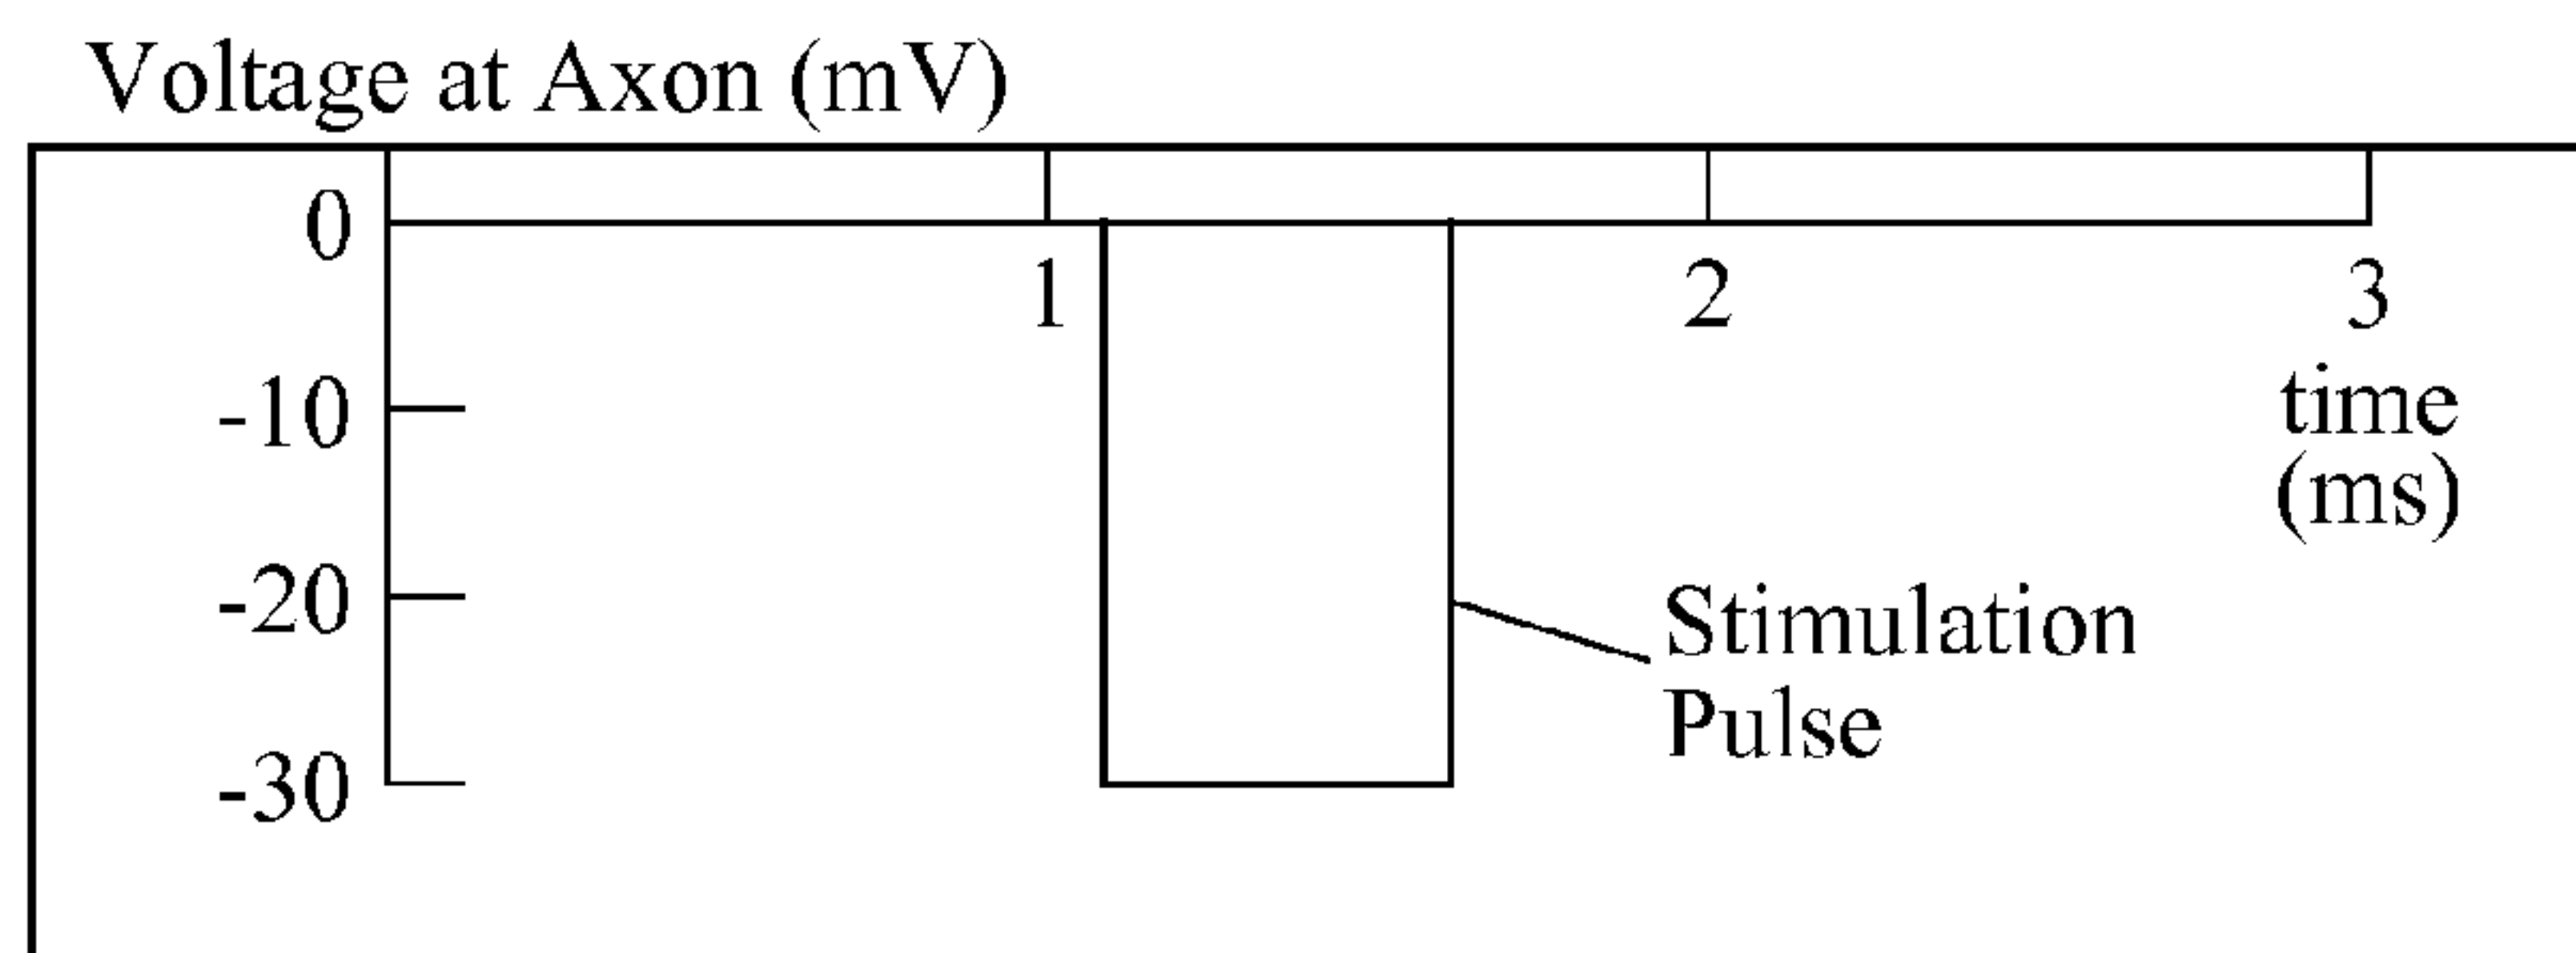 Voltage at Axon (mV)
0
1
2
3
-10
time
(ms)
-20
Stimulation
Pulse
-30